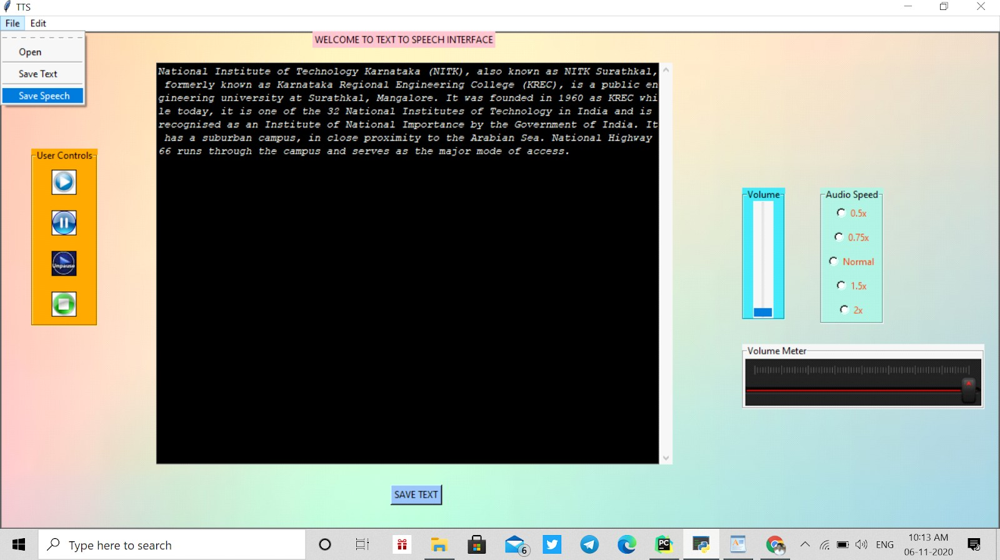 TTS
File Edit
Open
Save Text
Save Speech
WELCOME TO TEXT TO SPEECH INTERFACE
National Institute of Technology Karnataka (NITK), also known as NITK Surathkal,
formerly known as Karnataka Regional Engineering College (KREC), is a public en
gineering university at Surathkal, Mangalore. It was founded in 1960 as KREC whi
le today, it is one of the 32 National Institutes of Technology in India and is
recognised as an Institute of National Importance by the Government of India. It
has a suburban campus, in close proximity to the Arabian Sea. National Highway
66 runs through the campus and serves as the major mode of access.
User Controls
Unpause
Volume
Audio Speed
0.5x
0.75x
Normal
1.5x
2x
Volume Meter
SAVE TEXT
Type here to search
6
PC
ENG
10:13 AM
06-11-2020